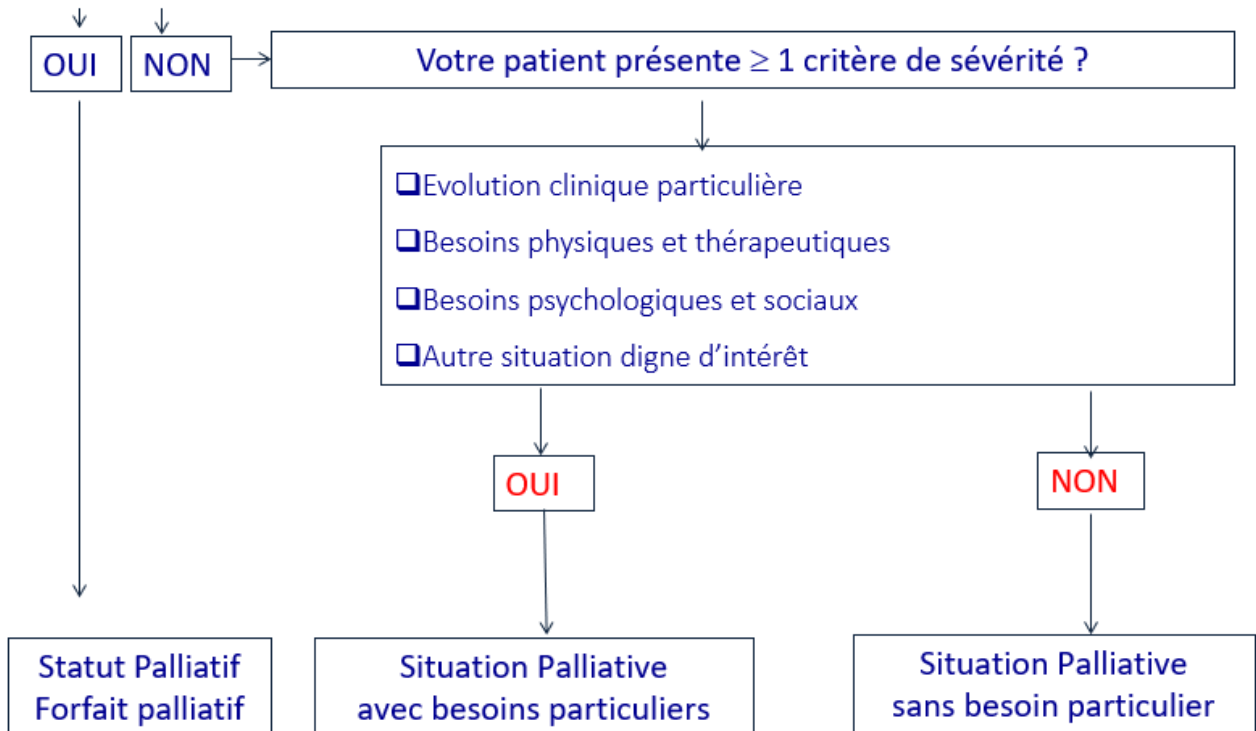 OUI
NON
Votre patient présente ≥ 1 critère de sévérité ?
❑Evolution clinique particulière
❑Besoins physiques et thérapeutiques
❑Besoins psychologiques et sociaux
❑Autre situation digne d’intérêt
OUI
NON
Statut Palliatif
Forfait palliatif
Situation Palliative
avec besoins particuliers
Situation Palliative
sans besoin particulier